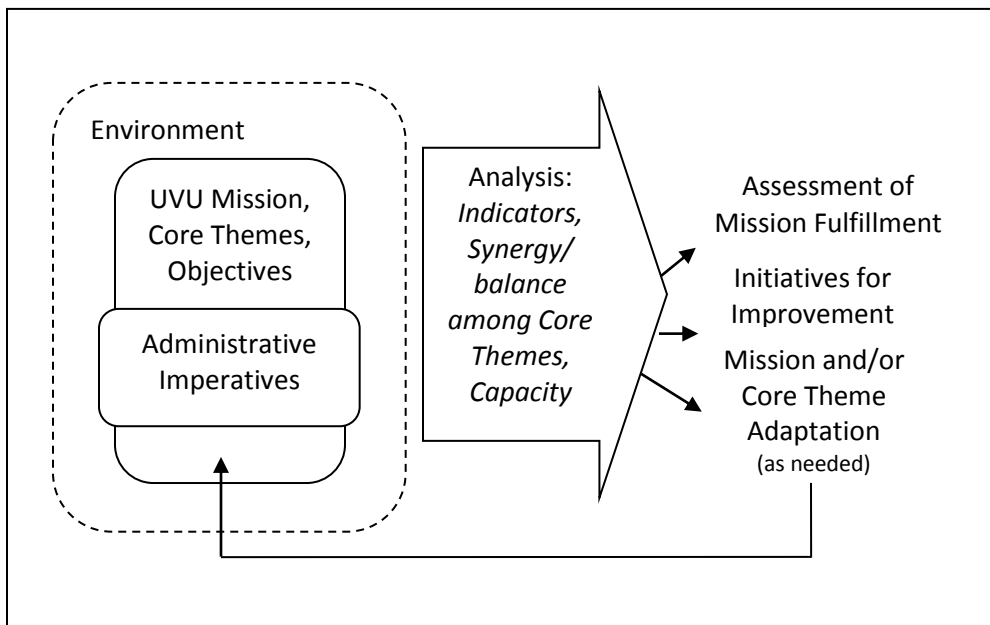 Environment
UVU Mission,
Core Themes,
Objectives
Administrative
Imperatives
Analysis:
Indicators,
Synergy/
balance
among Core
Themes,
Capacity
Assessment of
Mission Fulfillment
Initiatives for
Improvement
Mission and/or
Core Theme
Adaptation
(as needed)